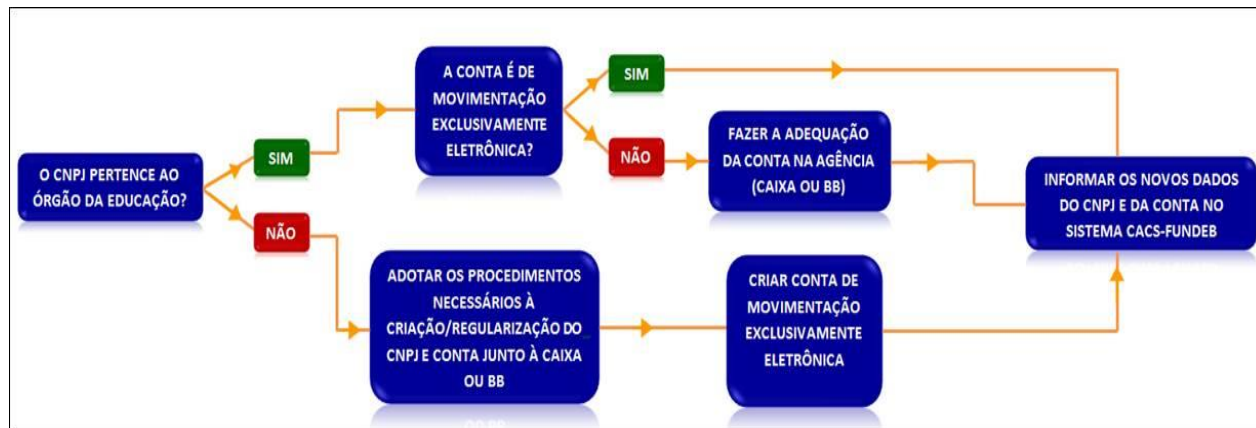 O CNPJ PERTENCE AO
ÓRGÃO DA EDUCAÇÃO?
SIM
NÃO
A CONTA É DE
MOVIMENTAÇÃO
EXCLUSIVAMENTE
ELETRÔNICA?
SIM
NÃO
FAZER A ADEQUAÇÃO
DA CONTA NA AGÊNCIA
(CAIXA OU BB)
ADOTAR OS PROCEDIMENTOS
NECESSÁRIOS À
CRIAÇÃO/REGULARIZAÇÃO DO
CNPJ E CONTA JUNTO À CAIXA
OU BB
CRIAR CONTA DE
MOVIMENTAÇÃO
EXCLUSIVAMENTE
ELETRÔNICA
INFORMAR OS NOVOS DADOS
DO CNPJ E DA CONTA NO
SISTEMA CACS-FUNDEB